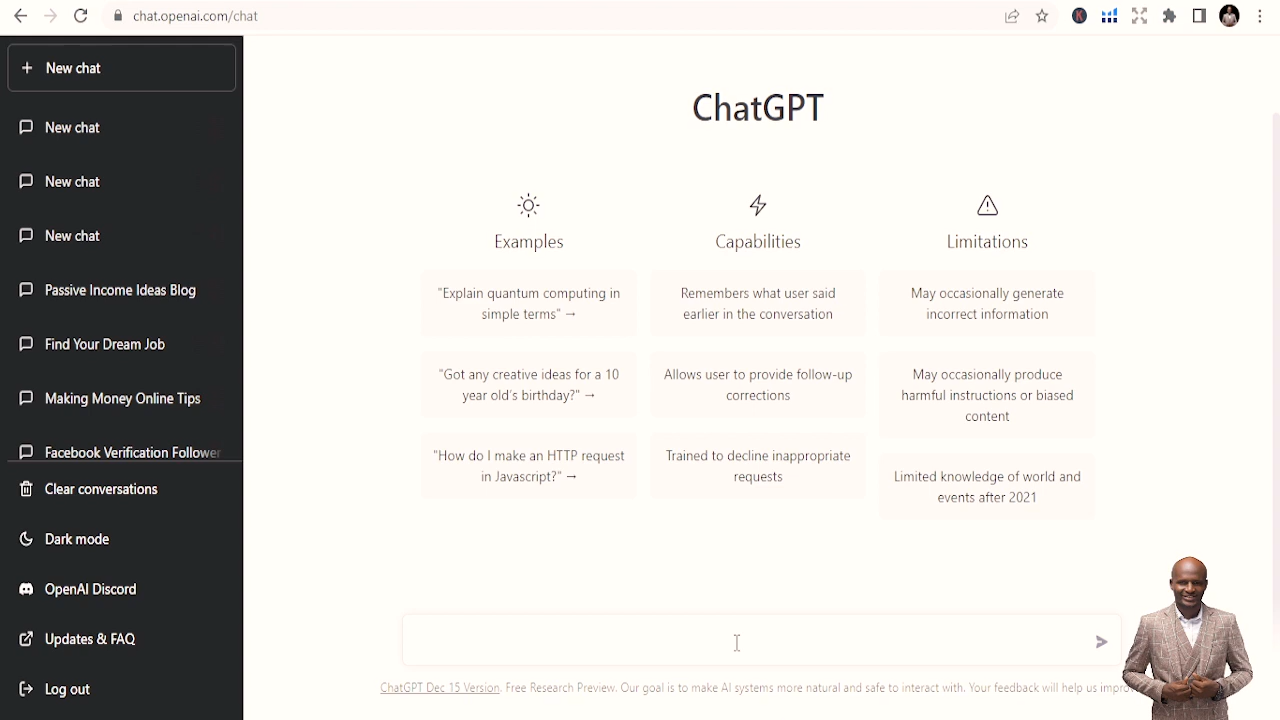 chat.openai.com/chat
New chat
New chat
New chat
New chat
Passive Income Ideas Blog
Find Your Dream Job
Making Money Online Tips
Facebook Verification Follower
Clear conversations
Dark mode
OpenAI Discord
Updates & FAQ
Log out
ChatGPT
Examples
"Explain quantum computing in
simple terms" →
"Got any creative ideas for a 10
year old's birthday?" →
"How do I make an HTTP request
in Javascript?" →
Capabilities
Remembers what user said
earlier in the conversation
Allows user to provide follow-up
corrections
Trained to decline inappropriate
requests
Limitations
May occasionally generate
incorrect information
May occasionally produce
harmful instructions or biased
content
Limited knowledge of world and
events after 2021
ChatGPT Dec 15 Version. Free Research Preview. Our goal is to make AI systems more natural and safe to interact with. Your feedback will help us